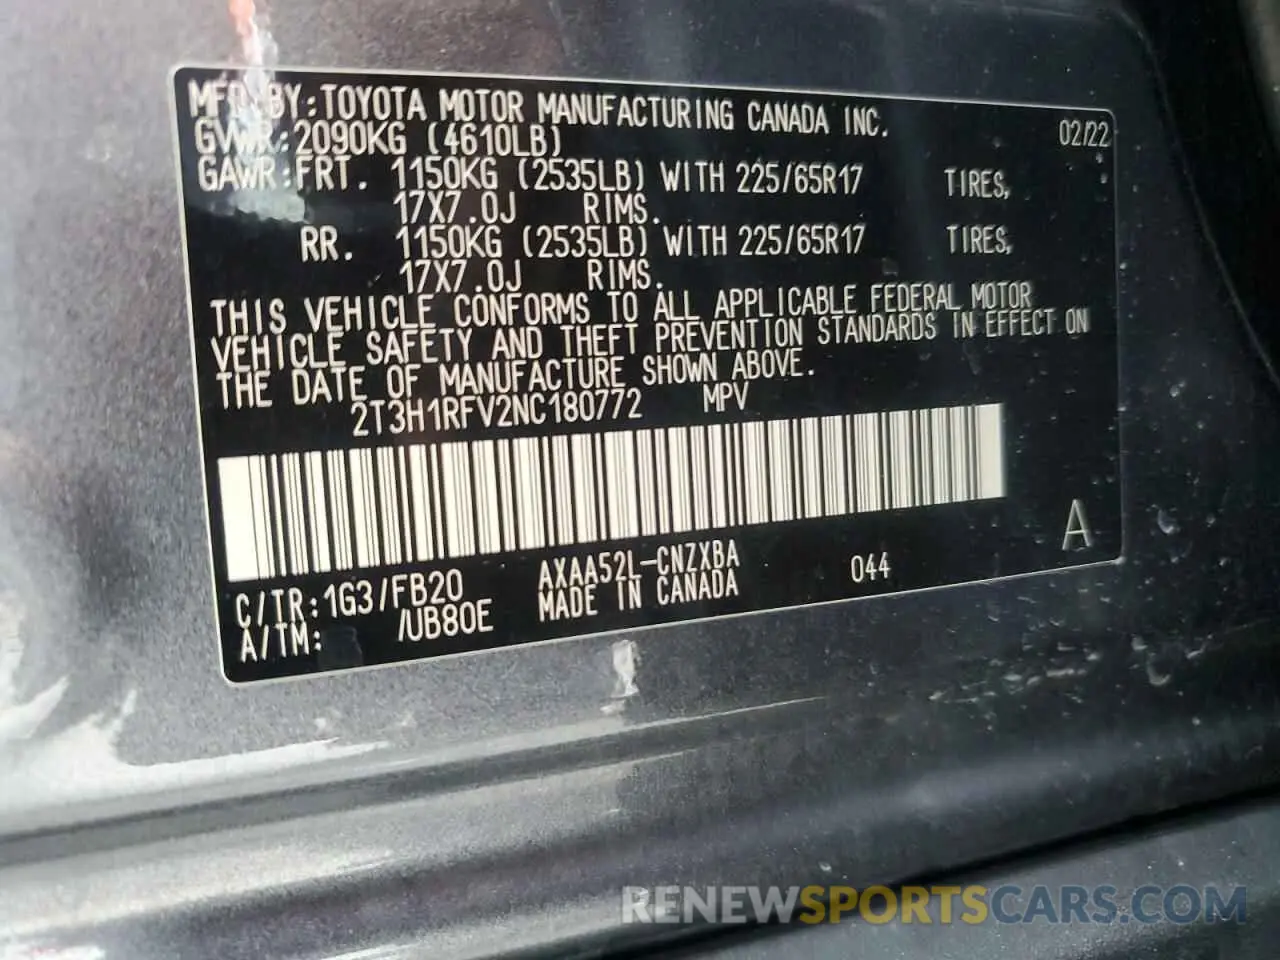 MFD. BY:TOYOTA MOTOR MANUFACTURING CANADA INC.
GVWR:2090KG (4610LB) 02/22
GAWR:FRT. 1150KG (2535LB) WITH 225/65R17 TIRES,
17X7.0J RIMS.
RR. 1150KG (2535LB) WITH 225/65R17 TIRES,
17X7.0J RIMS.
THIS VEHICLE CONFORMS TO ALL APPLICABLE FEDERAL MOTOR
VEHICLE SAFETY AND THEFT PREVENTION STANDARDS IN EFFECT ON
THE DATE OF MANUFACTURE SHOWN ABOVE.
2T3H1RFV2NC180772 MPV
A
C/TR:1G3/FB20 AXAA52L-CNZXBA 044
A/TM: /UB80E MADE IN CANADA
RENEWSPORTSCARS.COM